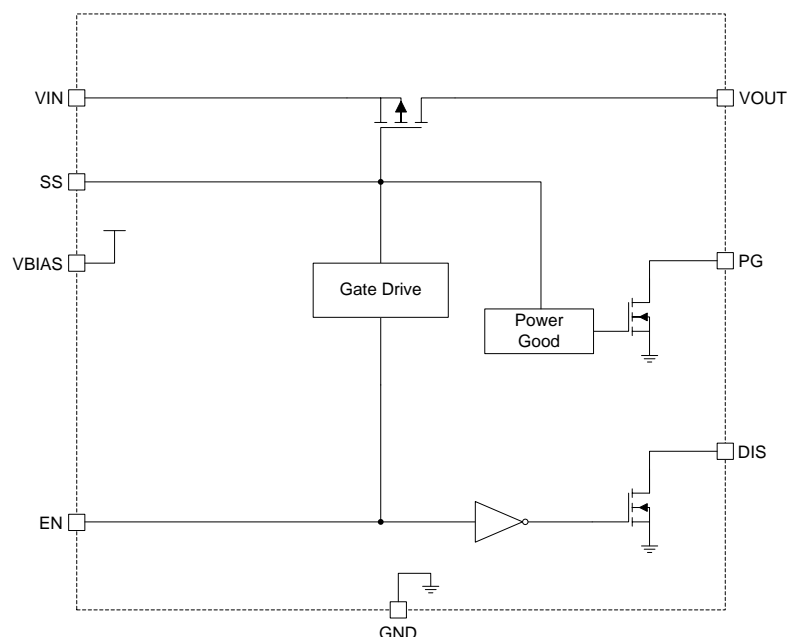 VIN
VOUT
SS
VBIAS
PG
Gate Drive
Power
Good
DIS
EN
GND